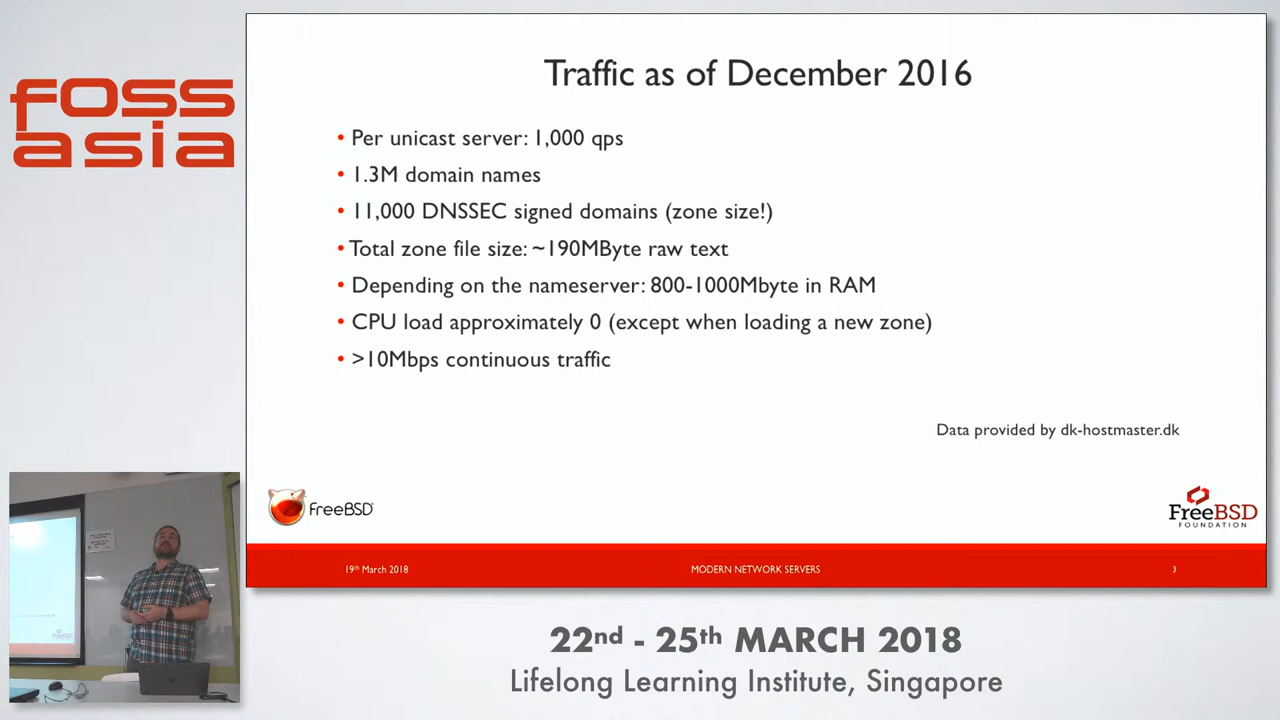 foss
asia
Traffic as of December 2016
• Per unicast server: 1,000 qps
• 1.3M domain names
• 11,000 DNSSEC signed domains (zone size!)
• Total zone file size: ~190MByte raw text
• Depending on the nameserver: 800-1000Mbyte in RAM
• CPU load approximately 0 (except when loading a new zone)
• >10Mbps continuous traffic
Data provided by dk-hostmaster.dk
FreeBSD
FreeBSD
FOUNDATION
19th March 2018
MODERN NETWORK SERVERS
3
22nd - 25th MARCH 2018
Lifelong Learning Institute, Singapore